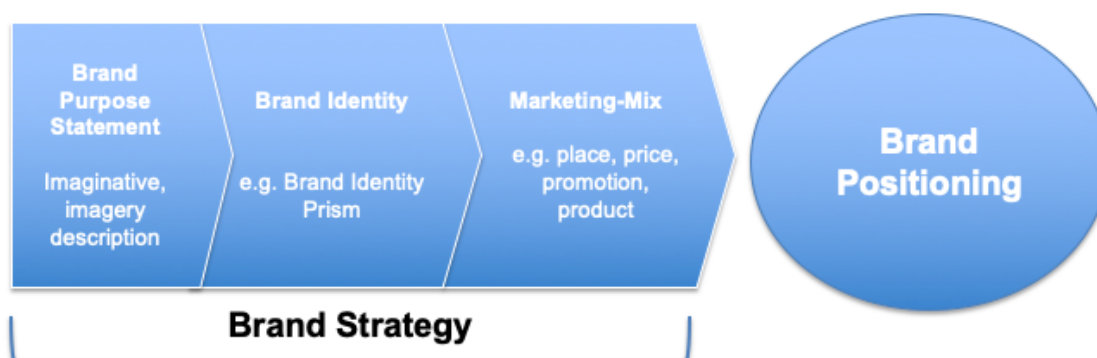 Brand
Purpose
Statement
Imaginative,
imagery
description
Brand Identity
e.g. Brand Identity
Prism
Marketing-Mix
e.g. place, price,
promotion,
product
Brand
Positioning
Brand Strategy